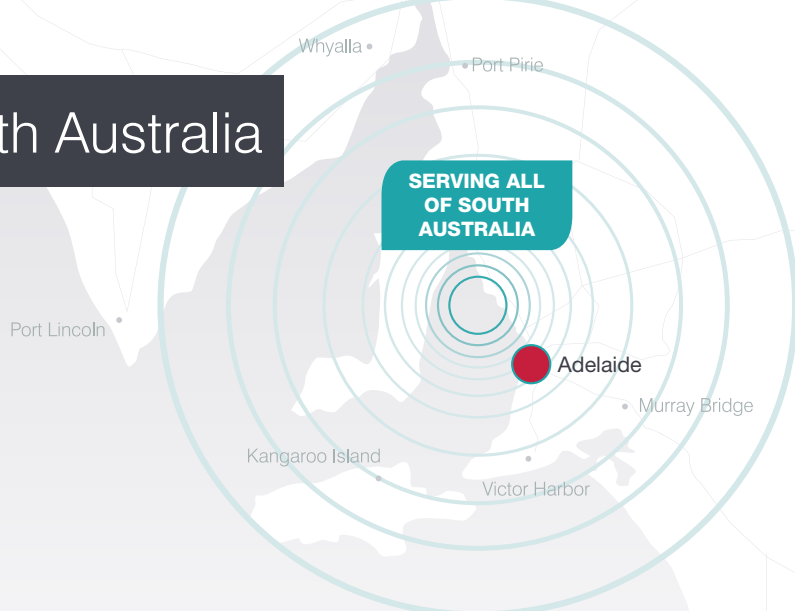 Whyalla
Port Pirie
th Australia
SERVING ALL
OF SOUTH
AUSTRALIA
Port Lincoln
Adelaide
Murray Bridge
Kangaroo Island
Victor Harbor